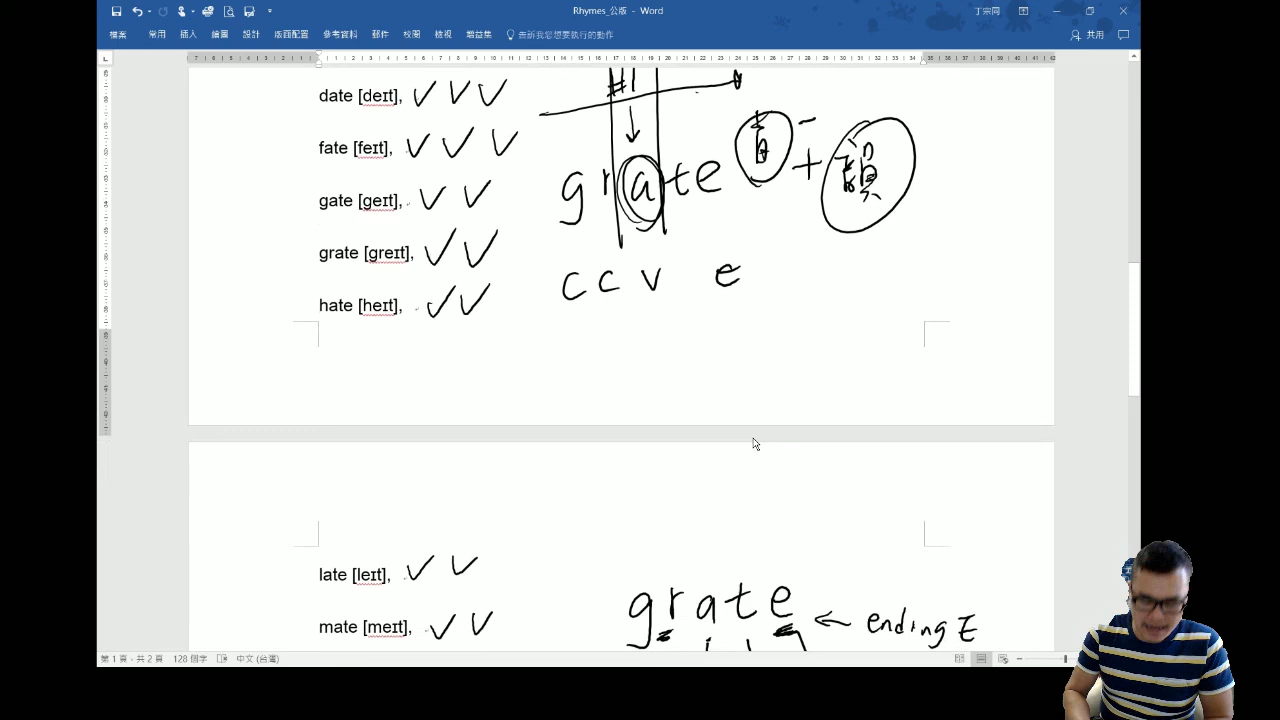 Rhymes_公版 - Word
丁宗冈
檔案 常用 插入 繪圖 設計 版面配置 參考資料 郵件 校閱 檢視 增益集 告訴我您想要執行的動作 共用
date [deɪt],
fate [feɪt],
gate [geɪt],
grate [greɪt],
hate [heɪt],
#1
grate
音 + 韻
c c v e
late [leɪt],
mate [meɪt],
grate ← ending E
第 1 頁，共 2 頁 128 個字 中文 (台灣)